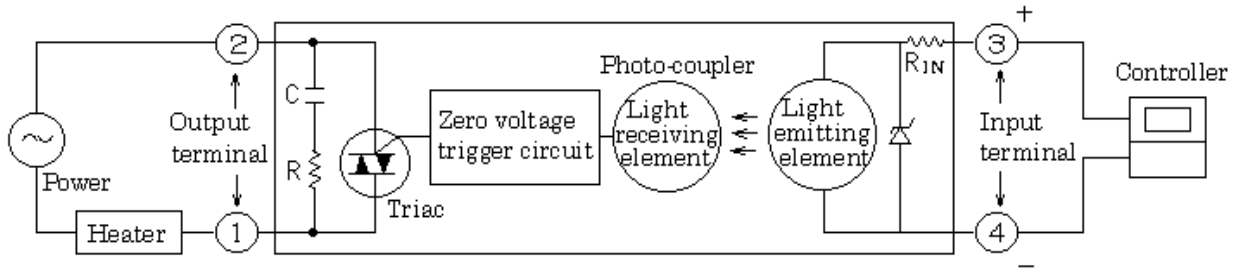 Power
Heater
2
Output
terminal
1
C
R
Triac
Zero voltage
trigger circuit
Photo-coupler
Light
receiving
element
Light
emitting
element
RIN
+
3
Input
terminal
4
−
Controller